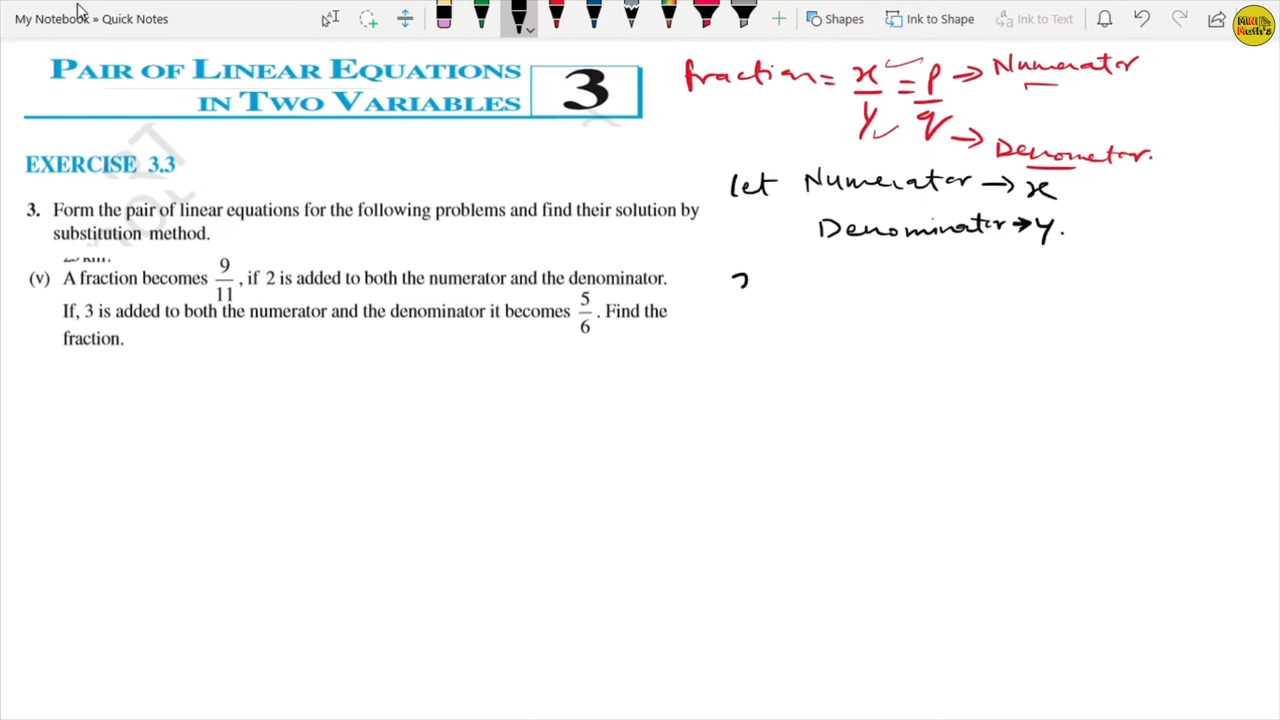 My Notebook » Quick Notes
Shapes
Ink to Shape
Ink to Text
MINI Math's
PAIR OF LINEAR EQUATIONS
IN TWO VARIABLES
3
fraction = x/y = p/q → Numerator
→ Denometor.
EXERCISE 3.3
let Numerator → x
Denominator → y.
3. Form the pair of linear equations for the following problems and find their solution by
substitution method.
(v) A fraction becomes 9/11, if 2 is added to both the numerator and the denominator.
If, 3 is added to both the numerator and the denominator it becomes 5/6. Find the
fraction.